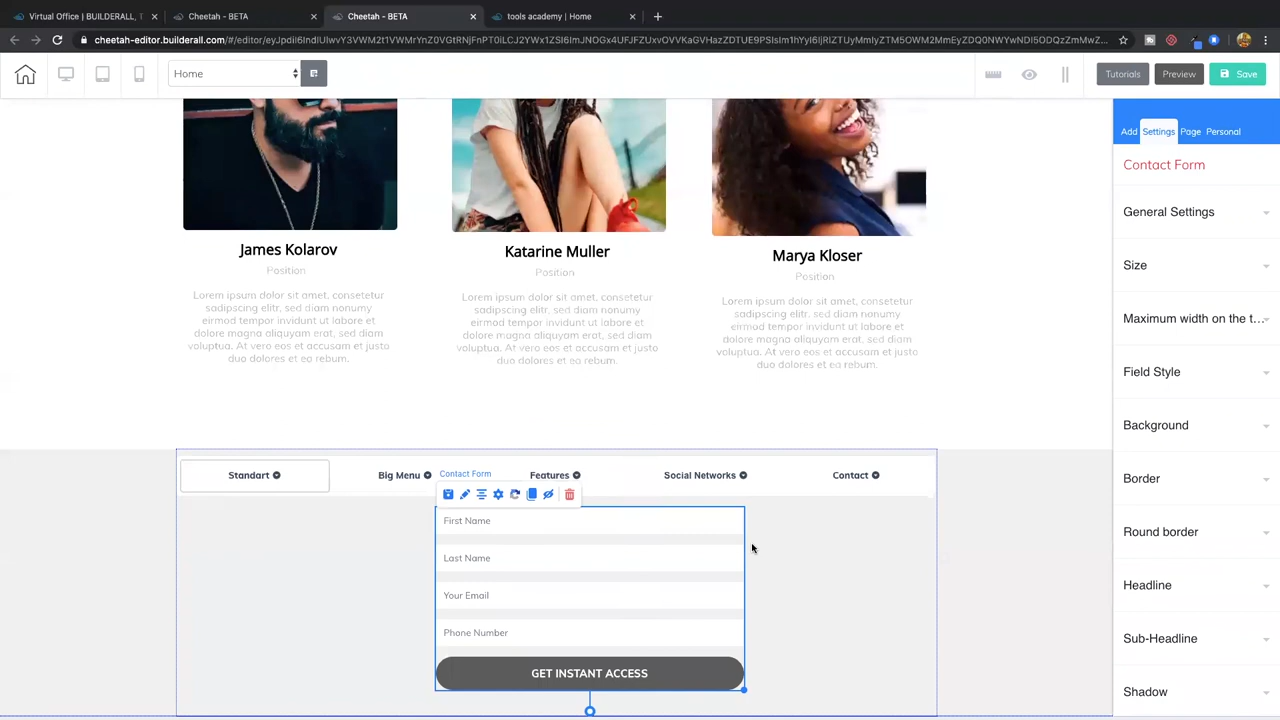 Virtual Office | BUILDERALL, T
Cheetah - BETA
Cheetah - BETA
tools academy | Home
Home
Tutorials
Preview
Save
Add
Settings
Page
Personal
James Kolarov
Position
Lorem ipsum dolor sit amet, consetetur
sadipscing elitr, sed diam nonumy
eirmod tempor invidunt ut labore et
dolore magna aliquyam erat, sed diam
voluptua. At vero eos et accusam et justo
duo dolores et ea rebum.
Katarine Muller
Position
Lorem ipsum dolor sit amet, consetetur
sadipscing elitr, sed diam nonumy
eirmod tempor invidunt ut labore et
dolore magna aliquyam erat, sed diam
voluptua. At vero eos et accusam et justo
duo dolores et ea rebum.
Marya Kloser
Position
Lorem ipsum dolor sit amet, consetetur
sadipscing elitr, sed diam nonumy
eirmod tempor invidunt ut labore et
dolore magna aliquyam erat, sed diam
voluptua. At vero eos et accusam et justo
duo dolores et ea rebum.
Standart
Big Menu
Features
Social Networks
Contact
Contact Form
First Name
Last Name
Your Email
Phone Number
GET INSTANT ACCESS
Contact Form
General Settings
Size
Maximum width on the t...
Field Style
Background
Border
Round border
Headline
Sub-Headline
Shadow